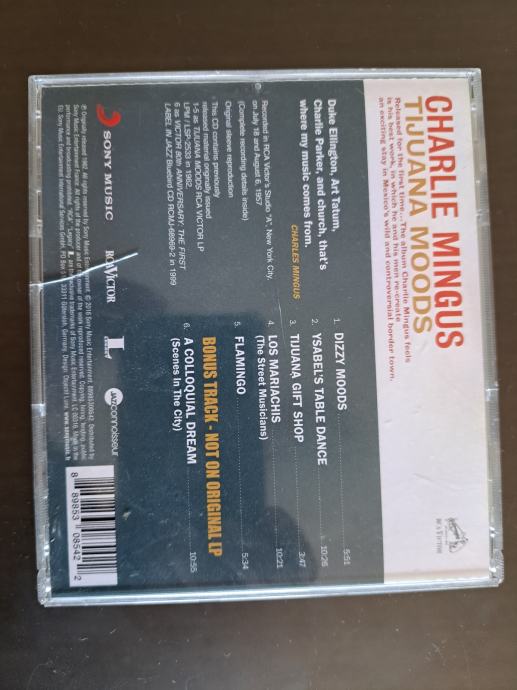 CHARLIE MINGUS
TIJUANA MOODS
Released for the first time... The album Charlie Mingus feels
is his best work, in which he and his men re-create
an exciting stay in Mexico's wild and controversial border town.
RCA VICTOR
Duke Ellington, Art Tatum,
Charlie Parker, and church, that's
where my music comes from.
CHARLES MINGUS
Recorded in RCA Victor's Studio "A", New York City,
on July 18 and August 6, 1957
(Complete recording details inside)
Original sleeve reproduction
This CD contains previously
released material originally issued
1-5 as TIJUANA MOODS RCA VICTOR LP
LPM / LSP-2533 in 1962,
6 as VICTOR 80th ANNIVERSARY: THE FIRST
LABEL IN JAZZ Bluebird CD 
1. DIZZY MOODS 5:51
2. YSABEL'S TABLE DANCE 10:26
3. TIJUANA GIFT SHOP 3:47
4. LOS MARIACHIS 10:21
(The Street Musicians)
5. FLAMINGO 5:34
BONUS TRACK - NOT ON ORIGINAL LP
6. A COLLOQUIAL DREAM 10:55
(Scenes In The City)
SONY MUSIC
RCA VICTOR
LEGACY
JAZZconnoisseur
8 89853 08542 2